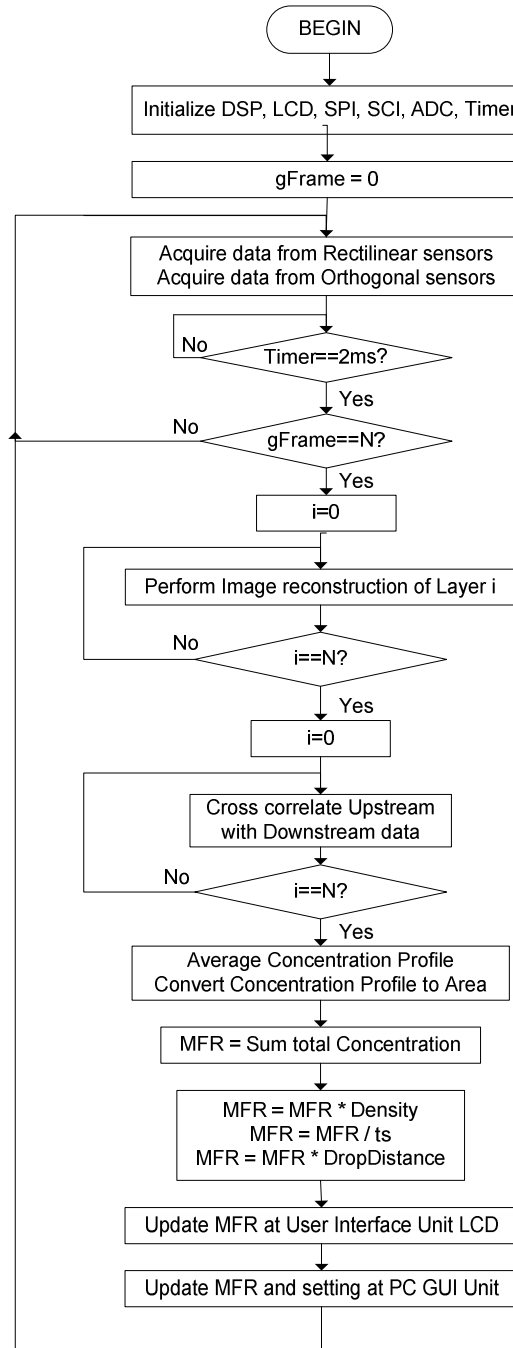 BEGIN
Initialize DSP, LCD, SPI, SCI, ADC, Timer
gFrame = 0
Acquire data from Rectilinear sensors
Acquire data from Orthogonal sensors
No
Timer==2ms?
Yes
No
gFrame==N?
Yes
i=0
Perform Image reconstruction of Layer i
No
i==N?
Yes
i=0
Cross correlate Upstream
with Downstream data
No
i==N?
Yes
Average Concentration Profile
Convert Concentration Profile to Area
MFR = Sum total Concentration
MFR = MFR * Density
MFR = MFR / ts
MFR = MFR * DropDistance
Update MFR at User Interface Unit LCD
Update MFR and setting at PC GUI Unit